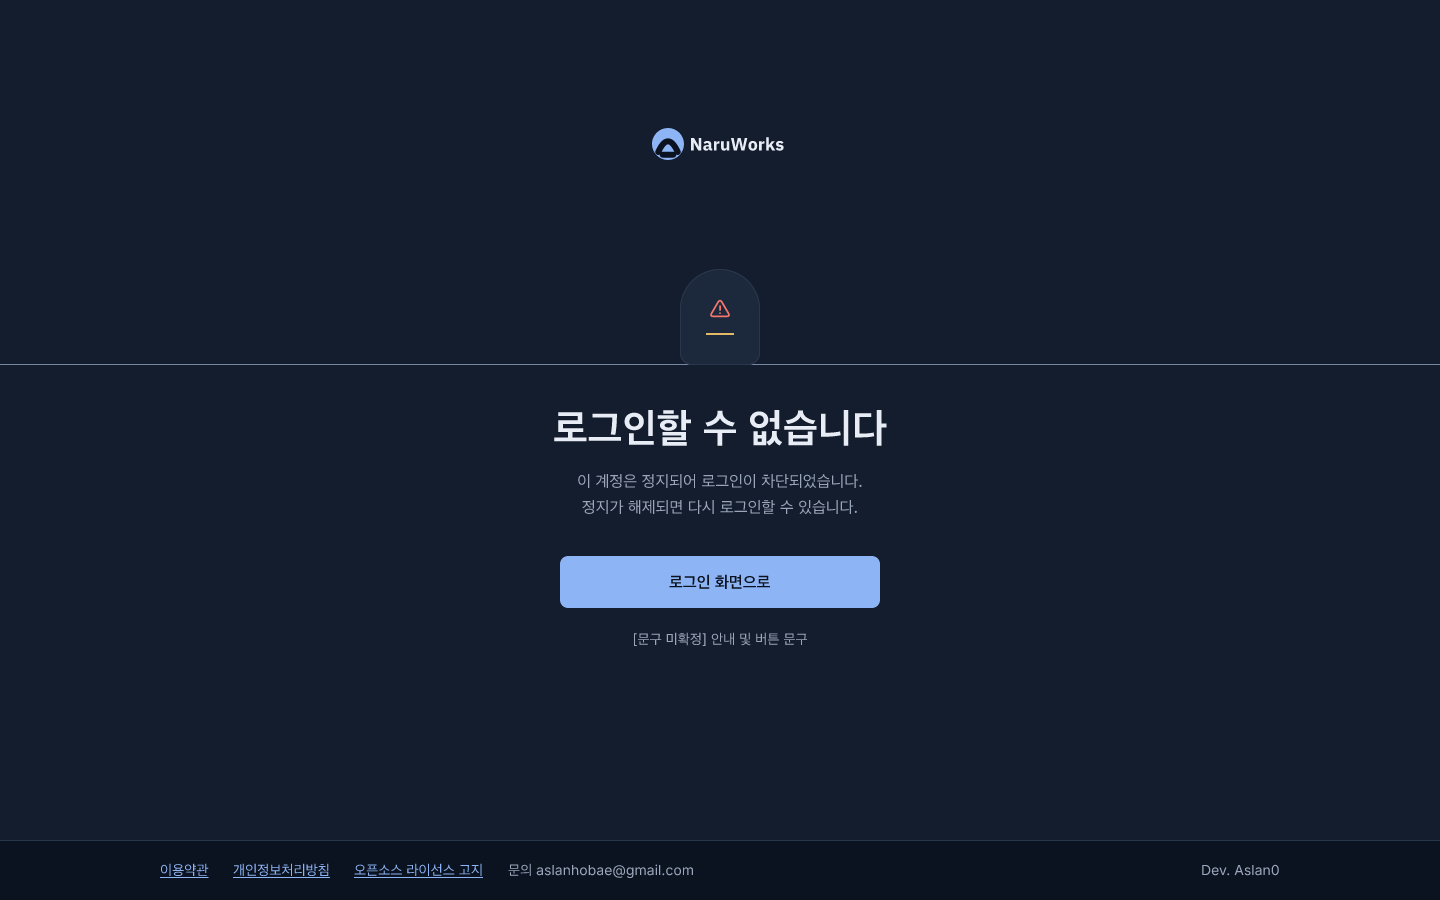 NaruWorks
로그인할 수 없습니다
이 계정은 정지되어 로그인이 차단되었습니다.
정지가 해제되면 다시 로그인할 수 있습니다.
로그인 화면으로
[문구 미확정] 안내 및 버튼 문구
이용약관 개인정보처리방침 오픈소스 라이선스 고지 문의 aslanhobae@gmail.com Dev. Aslan0